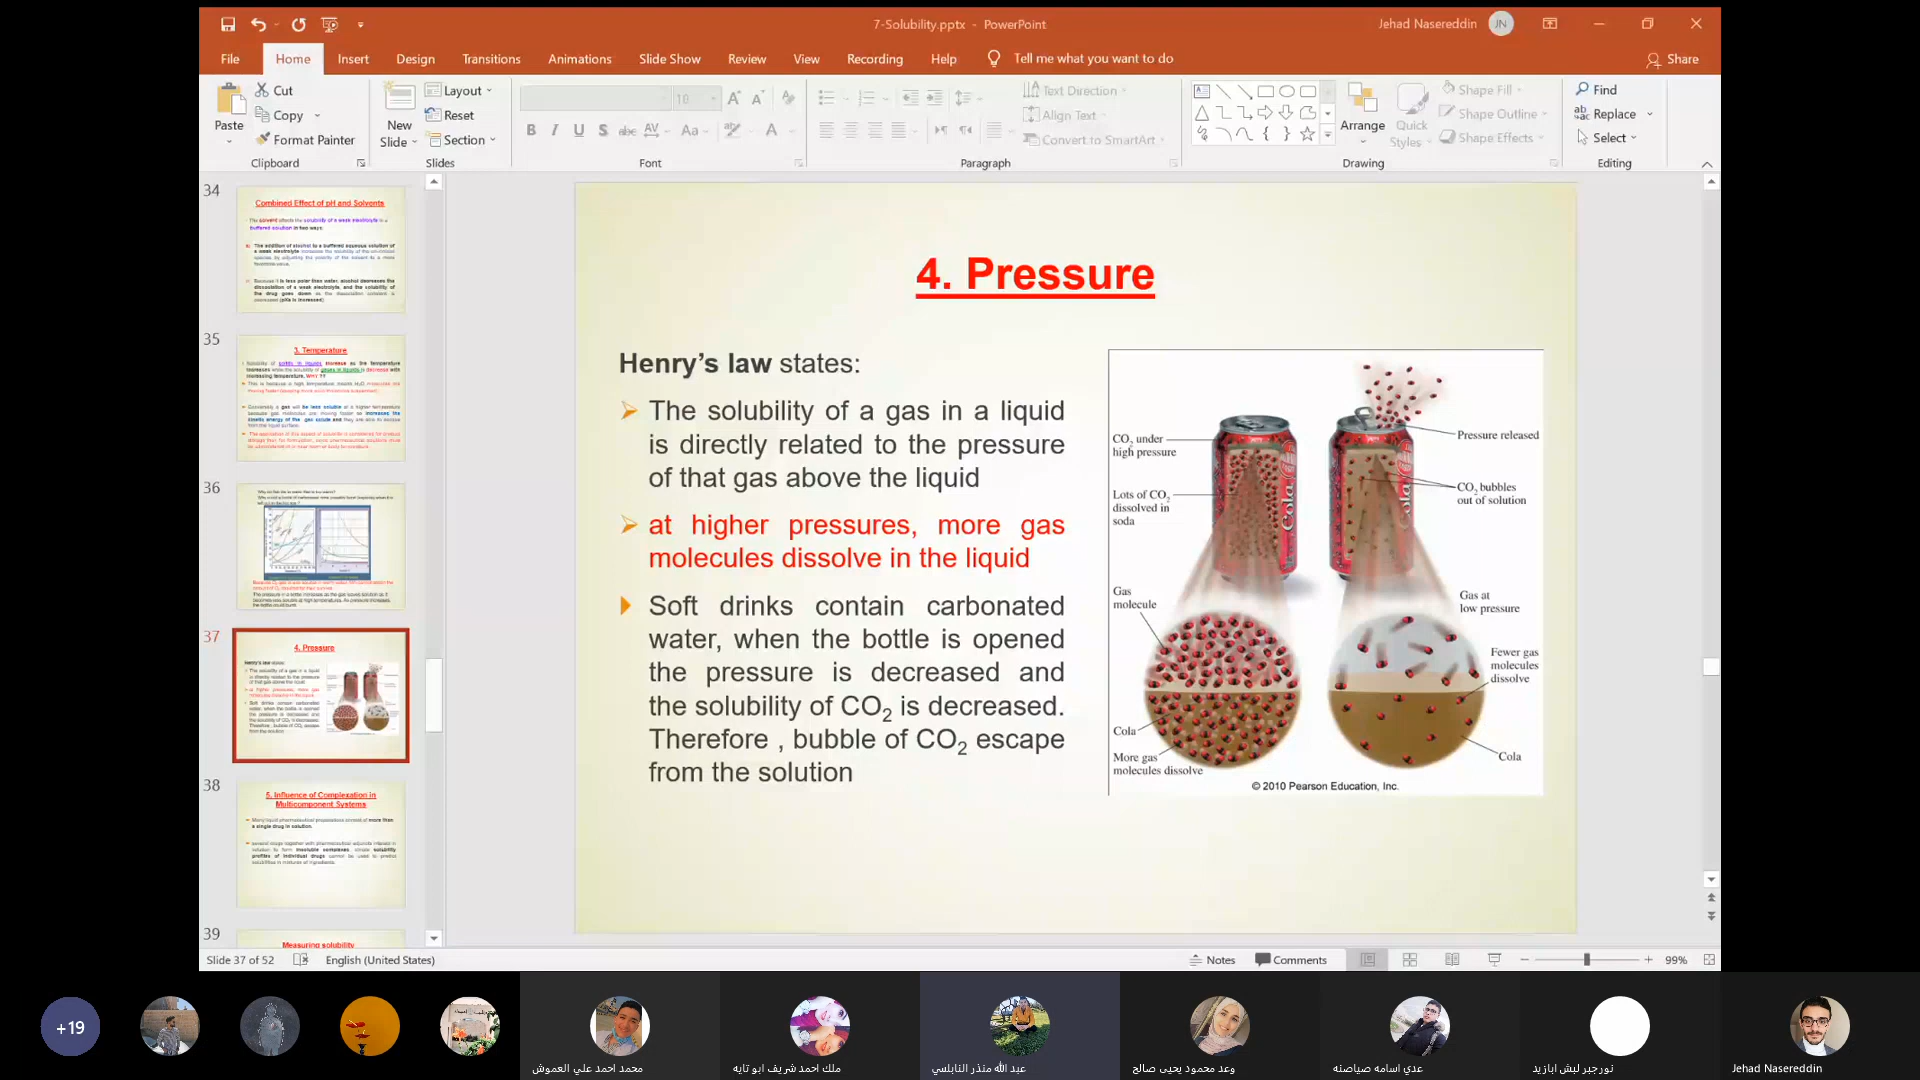 7-Solubility.pptx - PowerPoint
Jehad Nasereddin
JN
File Home Insert Design Transitions Animations Slide Show Review View Recording Help Tell me what you want to do
Share
Paste
Cut
Copy
Format Painter
Clipboard
New
Slide
Layout
Reset
Section
Slides
10
Font
Text Direction
Align Text
Convert to SmartArt
Paragraph
Arrange
Quick
Styles
Shape Fill
Shape Outline
Shape Effects
Drawing
Find
Replace
Select
Editing
34
Combined Effect of pH and Solvents
35
3. Temperature
36
37
4. Pressure
38
5. Influence of Complexation in
Multicomponent Systems
39
Measuring solubility
4. Pressure
Henry’s law states:
The solubility of a gas in a liquid
is directly related to the pressure
of that gas above the liquid
at higher pressures, more gas
molecules dissolve in the liquid
Soft drinks contain carbonated
water, when the bottle is opened
the pressure is decreased and
the solubility of CO2 is decreased.
Therefore , bubble of CO2 escape
from the solution
CO2 under
high pressure
Lots of CO2
dissolved in
soda
Gas
molecule
Cola
More gas
molecules dissolve
Cola
Pressure released
CO2 bubbles
out of solution
Gas at
low pressure
Fewer gas
molecules
dissolve
Cola
© 2010 Pearson Education, Inc.
Slide 37 of 52
English (United States)
Notes
Comments
99%
+19
محمد احمد علي العموش
ملك احمد شريف ابو تايه
عبد الله منذر النابلسي
وعد محمود يحيى صالح
عدي اسامه صياصنه
نورجبر لبش ابازيد
Jehad Nasereddin